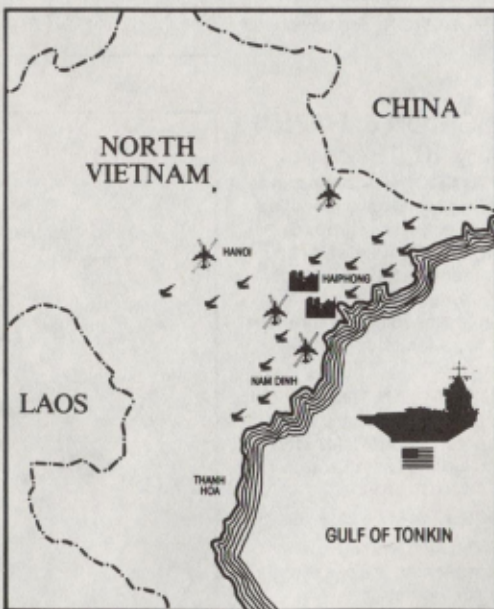 CHINA
NORTH
VIETNAM
HANOI
HAIPHONG
NAM DINH
LAOS
THANH
HOA
GULF OF TONKIN